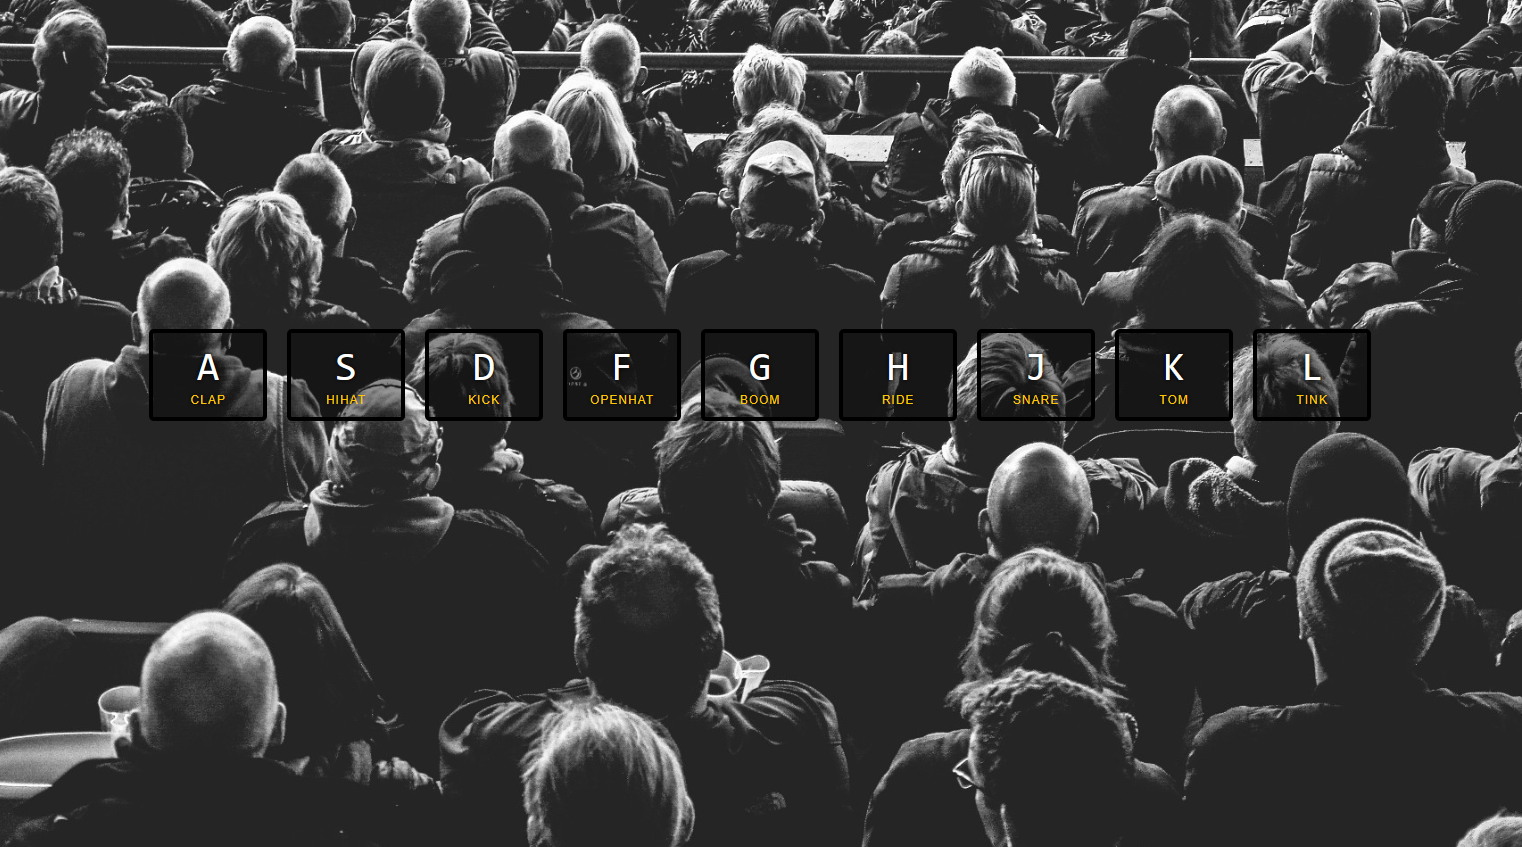 A S D F G H J K L
CLAP HIHAT KICK OPENHAT BOOM RIDE SNARE TOM TINK